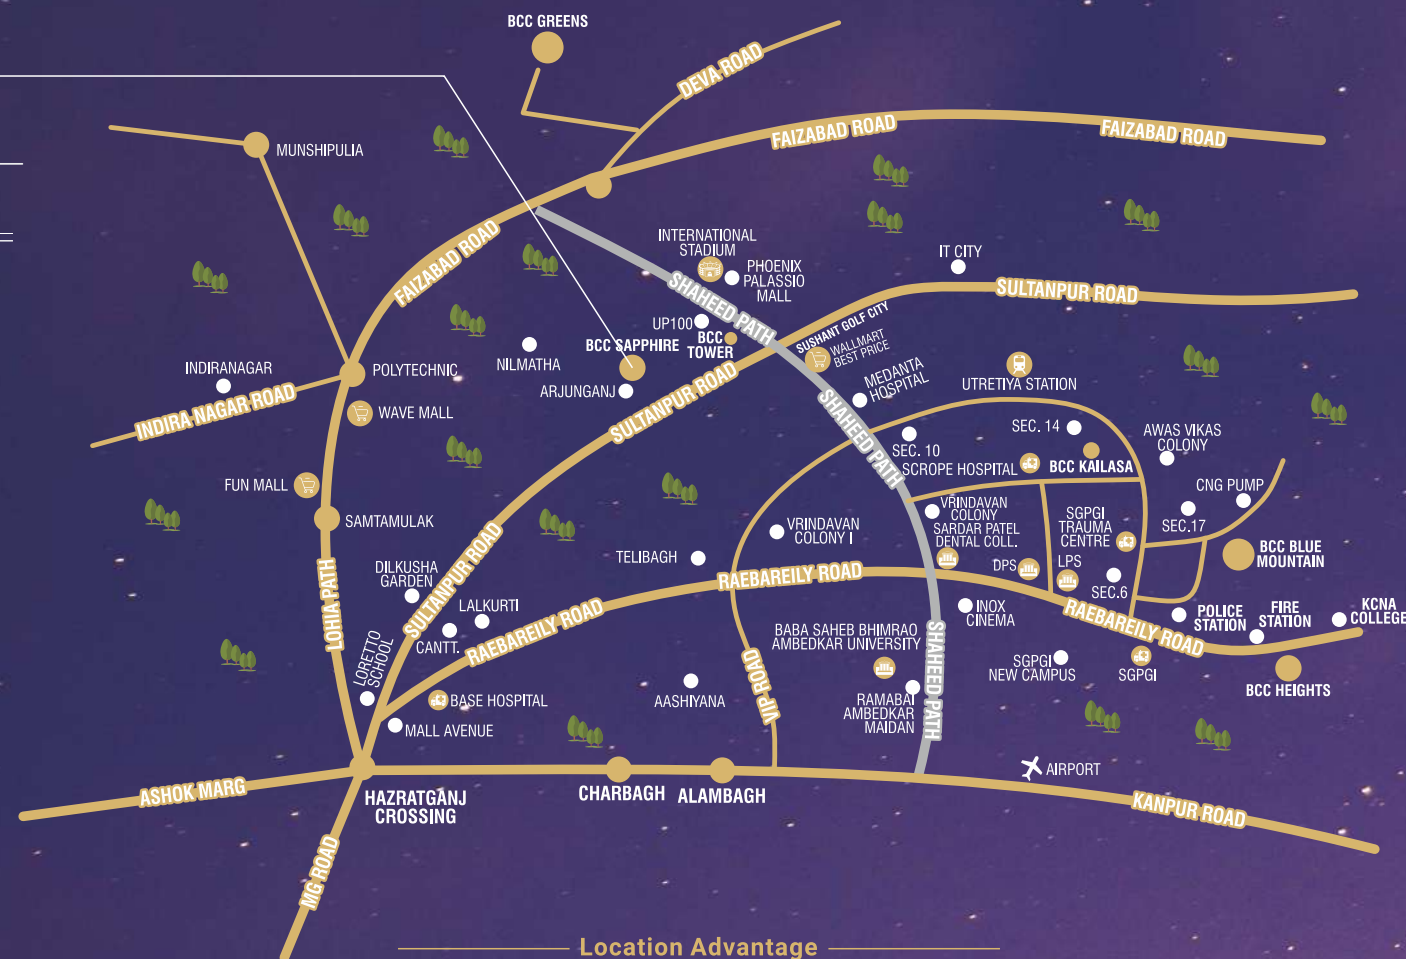 BCC GREENS
DEVA ROAD
FAIZABAD ROAD
FAIZABAD ROAD
MUNSHIPULIA
FAIZABAD ROAD
INTERNATIONAL
STADIUM
PHOENIX
PALASSIO
MALL
IT CITY
SHAHEED PATH
SULTANPUR ROAD
SUSHANT GOLF CITY
UP100
BCC
TOWER
BCC SAPPHIRE
WALLMART
BEST PRICE
NILMATHA
ARJUNGANJ
INDIRANAGAR
POLYTECHNIC
MEDANTA
HOSPITAL
UTRETIYA STATION
INDIRA NAGAR ROAD
WAVE MALL
SULTANPUR ROAD
SHAHEED PATH
SEC. 14
SEC. 10
AWAS VIKAS
COLONY
SCROPE HOSPITAL
BCC KAILASA
FUN MALL
CNG PUMP
SAMTAMULAK
VRINDAVAN
COLONY
SARDAR PATEL
DENTAL COLL.
SGPGI
TRAUMA
CENTRE
SEC.17
VRINDAVAN
COLONY I
TELIBAGH
BCC BLUE
MOUNTAIN
DPS
LPS
SEC.6
DILKUSHA
GARDEN
SULTANPUR ROAD
RAEBAREILY ROAD
LOHIA PATH
LALKURTI
CANTT.
RAEBAREILY ROAD
INOX
CINEMA
RAEBAREILY ROAD
POLICE
STATION
FIRE
STATION
KCNA
COLLEGE
BABA SAHEB BHIMRAO
AMBEDKAR UNIVERSITY
SHAHEED PATH
LORETTO
SCHOOL
VIP ROAD
SGPGI
NEW CAMPUS
SGPGI
BCC HEIGHTS
BASE HOSPITAL
AASHIYANA
RAMABAI
AMBEDKAR
MAIDAN
MALL AVENUE
AIRPORT
ASHOK MARG
HAZRATGANJ
CROSSING
CHARBAGH
ALAMBAGH
KANPUR ROAD
MG ROAD
Location Advantage